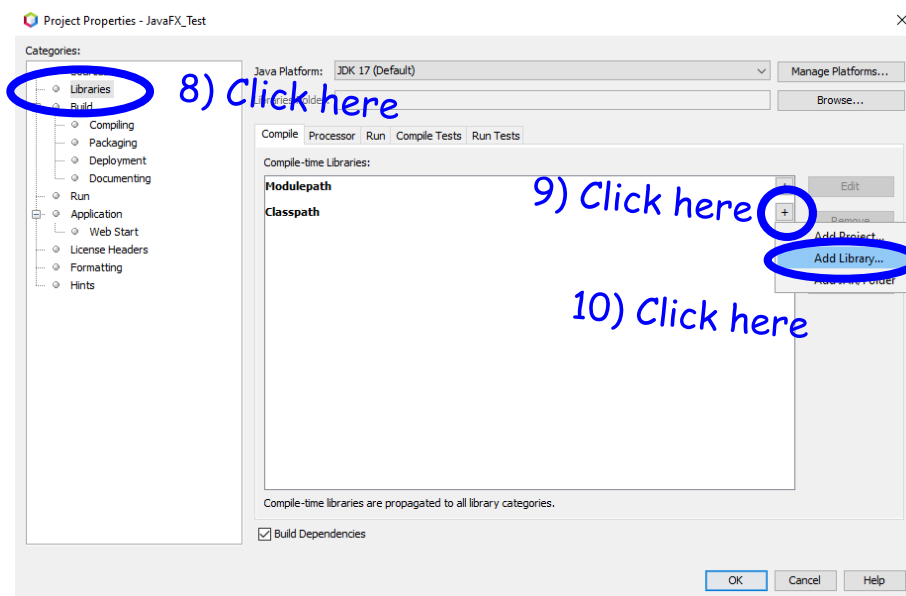 Project Properties - JavaFX_Test
Categories:
Libraries
Build
Compiling
Packaging
Deployment
Documenting
Run
Application
Web Start
License Headers
Formatting
Hints
8) Click here
Java Platform: JDK 17 (Default)
Manage Platforms...
Browse...
Compile Processor Run Compile Tests Run Tests
Compile-time Libraries:
Modulepath
Edit
9) Click here
Classpath
+
Remove
Add Project...
Add Library...
10) Click here
Compile-time libraries are propagated to all library categories.
Build Dependencies
OK Cancel Help